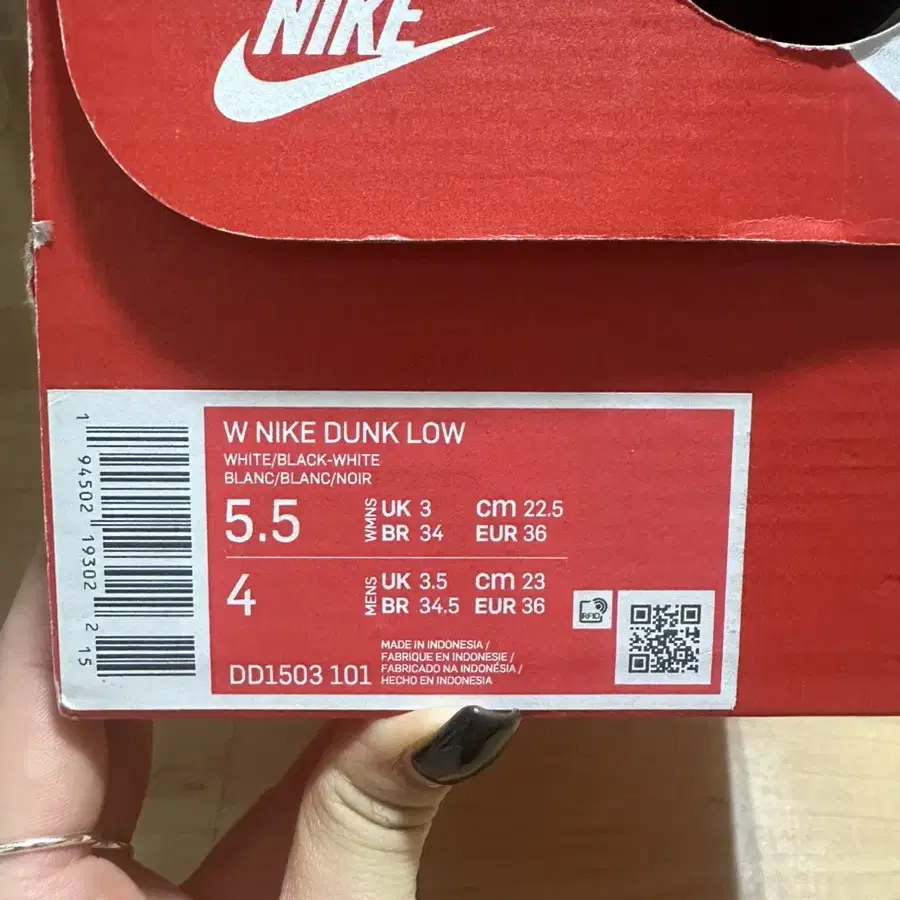 NIKE
W NIKE DUNK LOW
WHITE/BLACK-WHITE
BLANC/BLANC/NOIR
5.5 WMNS UK 3 cm 22.5
BR 34 EUR 36
4 MENS UK 3.5 cm 23
BR 34.5 EUR 36
RFID
DD1503 101
MADE IN INDONESIA /
FABRIQUE EN INDONESIE /
FABRICADO NA INDONÉSIA /
HECHO EN INDONESIA
1 94502 19302 2 15